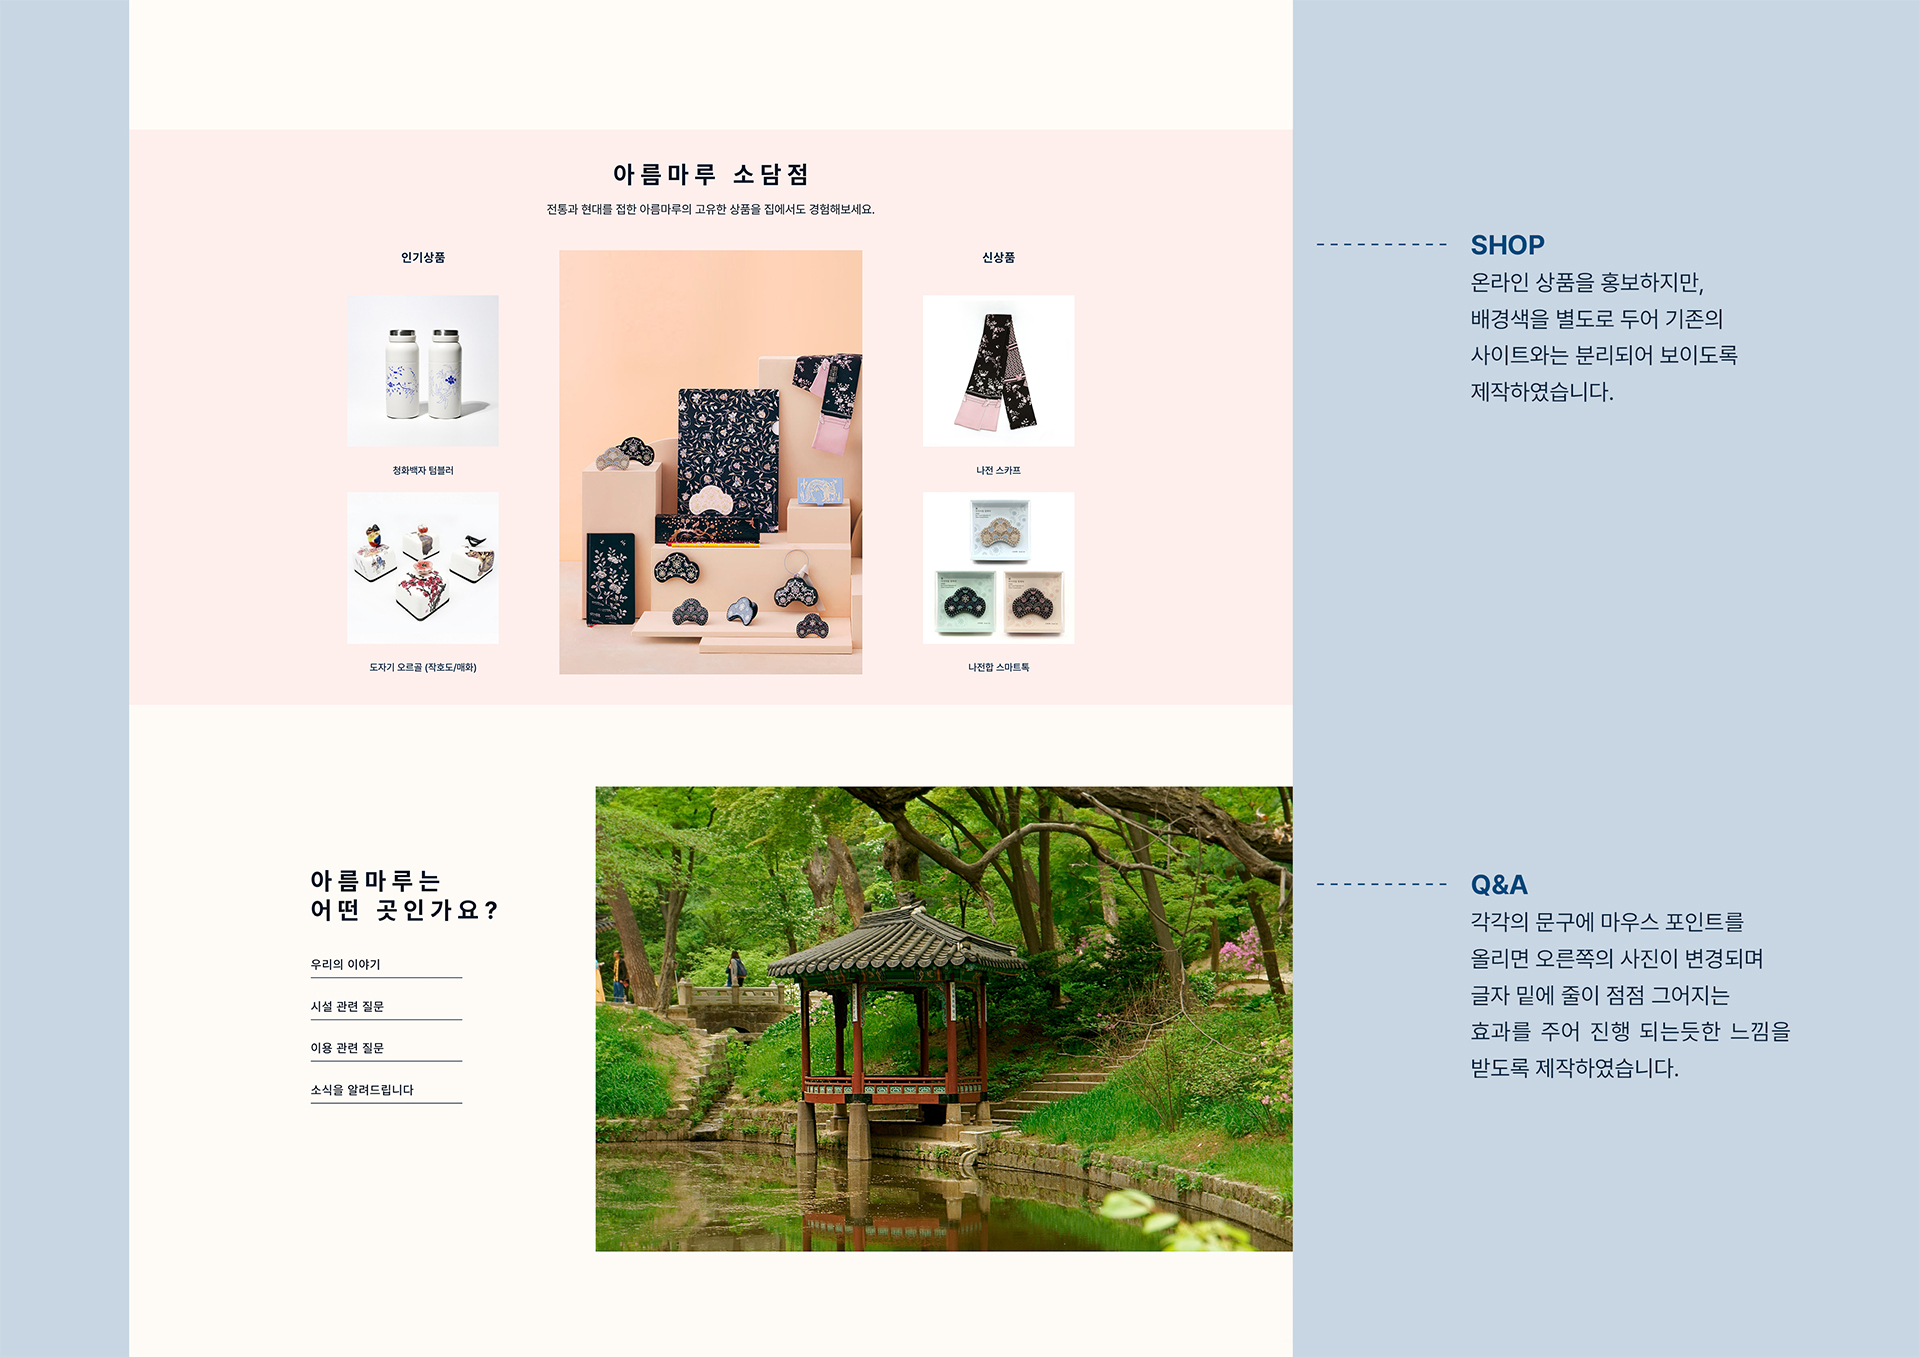 아름마루 소담점
전통과 현대를 접한 아름마루의 고유한 상품을 집에서도 경험해보세요.
인기상품
청화백자 텀블러
도자기 오르골 (작호도/매화)
신상품
나전 스카프
나전합 스마트톡
SHOP
온라인 상품을 홍보하지만,
배경색을 별도로 두어 기존의
사이트와는 분리되어 보이도록
제작하였습니다.
아름마루는
어떤 곳인가요?
우리의 이야기
시설 관련 질문
이용 관련 질문
소식을 알려드립니다
Q&A
각각의 문구에 마우스 포인트를
올리면 오른쪽의 사진이 변경되며
글자 밑에 줄이 점점 그어지는
효과를 주어 진행 되는듯한 느낌을
받도록 제작하였습니다.